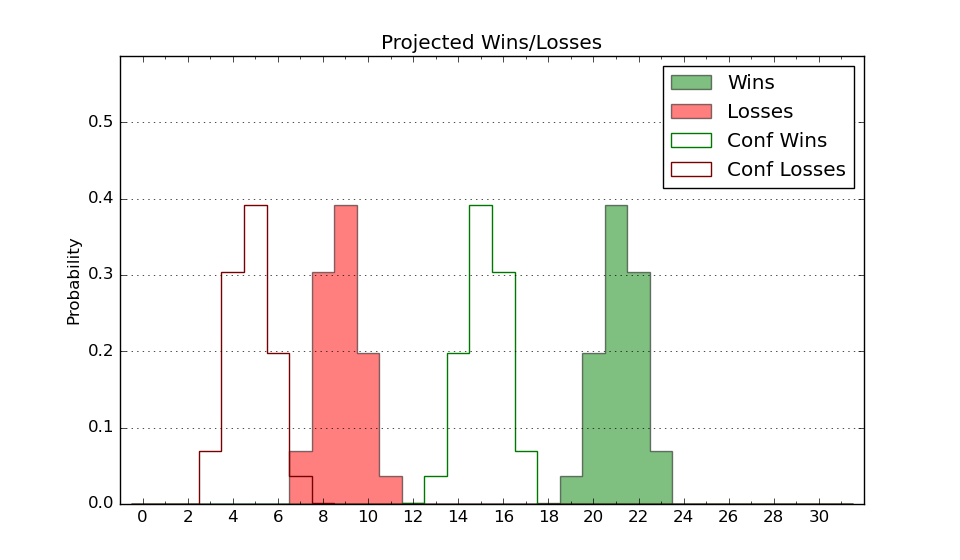 Projected Wins/Losses
Wins
Losses
Conf Wins
Conf Losses
Probability
0.5
0.4
0.3
0.2
0.1
0.0
0 2 4 6 8 10 12 14 16 18 20 22 24 26 28 30